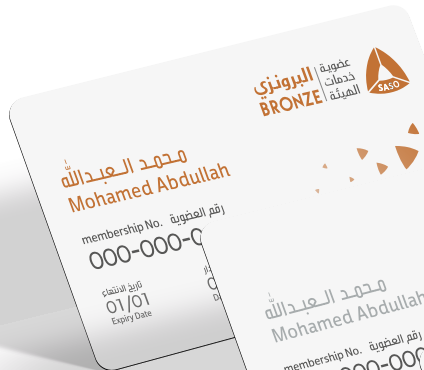 عضوية
خدمات
الهيئة
البرونزي
BRONZE
SASO
محمد العبدالله
Mohamed Abdullah
membership No. رقم العضوية
000-000-0
تاريخ الانتهاء
01/01
Expiry Date
محمد العبدالله
Mohamed Abdullah
membership No. رقم العضوية